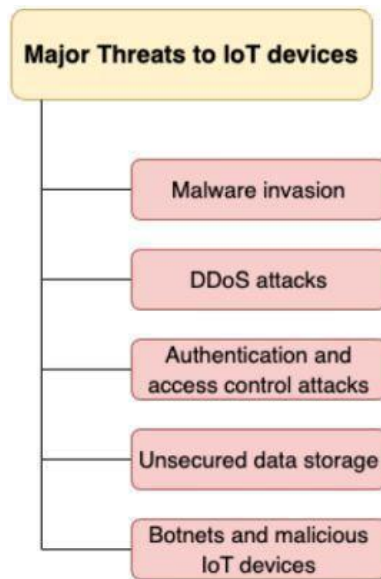 Major Threats to IoT devices
Malware invasion
DDoS attacks
Authentication and
access control attacks
Unsecured data storage
Botnets and malicious
IoT devices